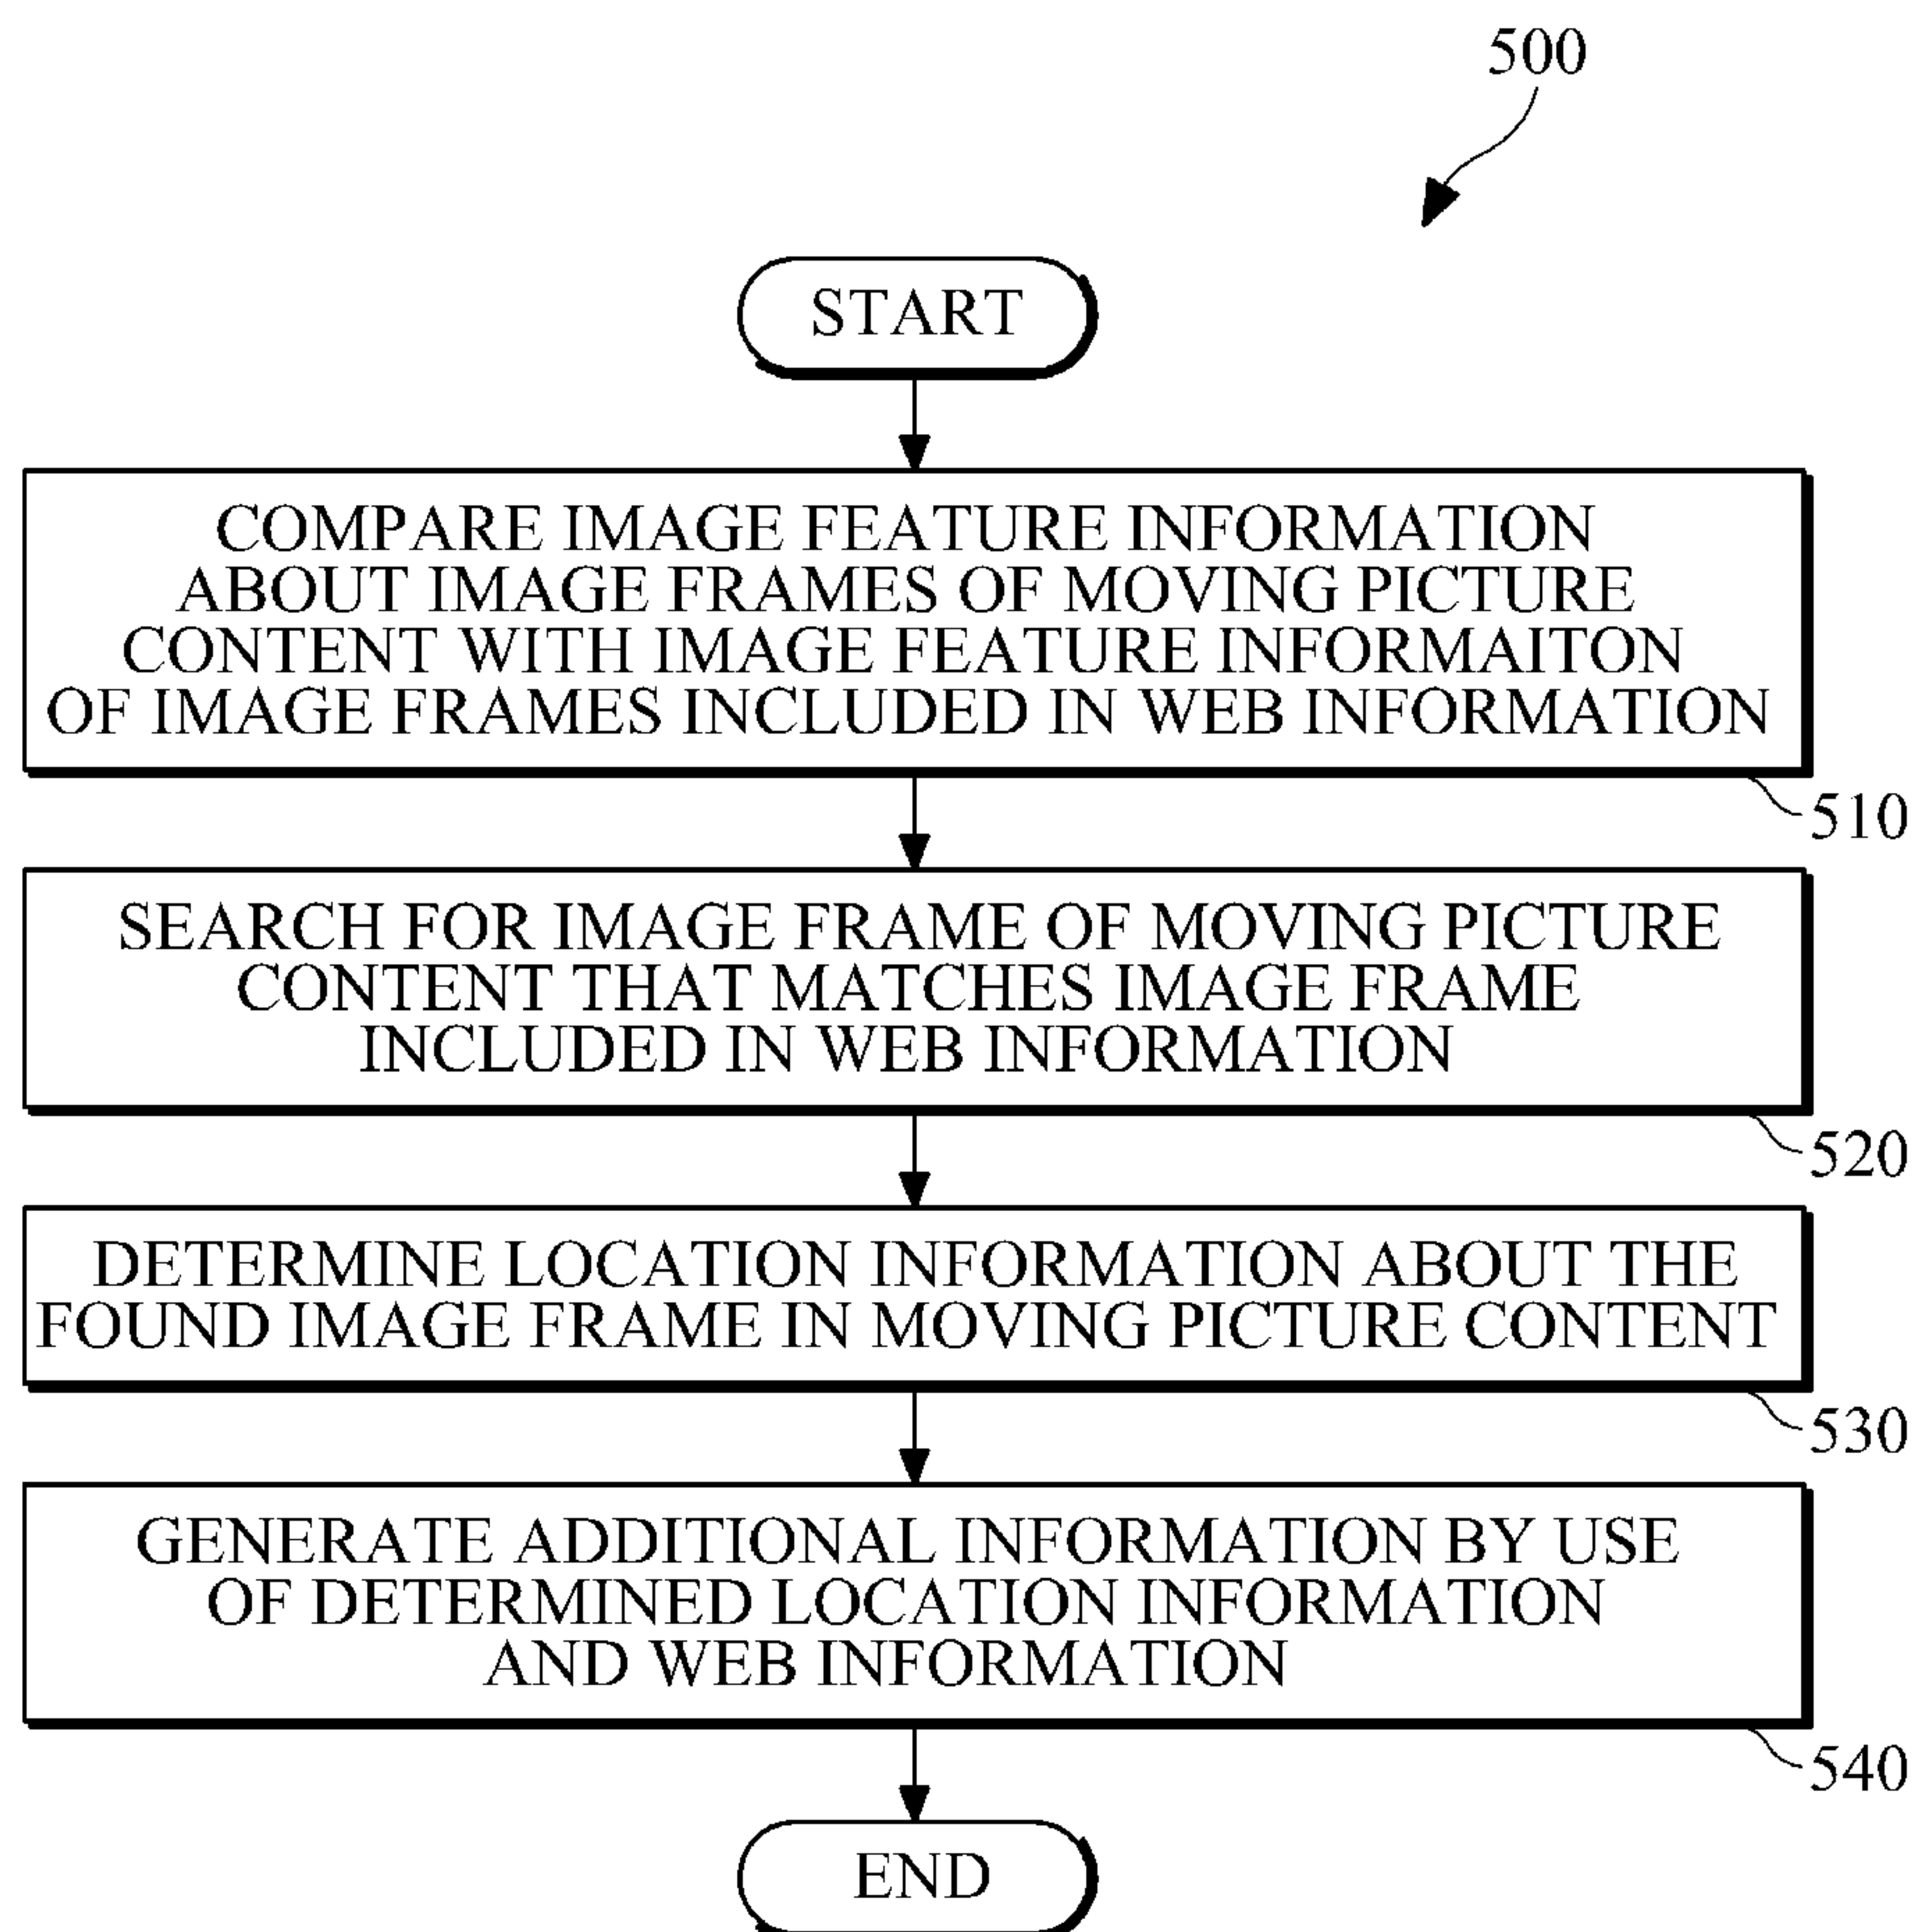 500
START
COMPARE IMAGE FEATURE INFORMATION
ABOUT IMAGE FRAMES OF MOVING PICTURE
CONTENT WITH IMAGE FEATURE INFORMAITON
OF IMAGE FRAMES INCLUDED IN WEB INFORMATION
510
SEARCH FOR IMAGE FRAME OF MOVING PICTURE
CONTENT THAT MATCHES IMAGE FRAME
INCLUDED IN WEB INFORMATION
520
DETERMINE LOCATION INFORMATION ABOUT THE
FOUND IMAGE FRAME IN MOVING PICTURE CONTENT
530
GENERATE ADDITIONAL INFORMATION BY USE
OF DETERMINED LOCATION INFORMATION
AND WEB INFORMATION
540
END